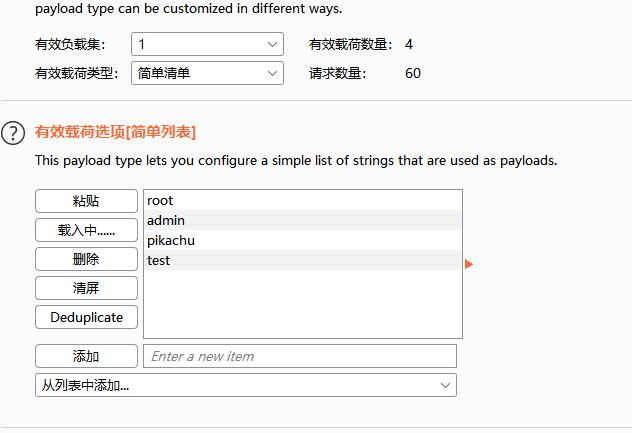 payload type can be customized in different ways.
有效负载集： 1 有效载荷数量： 4
有效载荷类型： 简单清单 请求数量： 60
? 有效载荷选项[简单列表]
This payload type lets you configure a simple list of strings that are used as payloads.
粘贴 root
载入中...... admin
删除 pikachu
清屏 test
Deduplicate
添加 Enter a new item
从列表中添加...